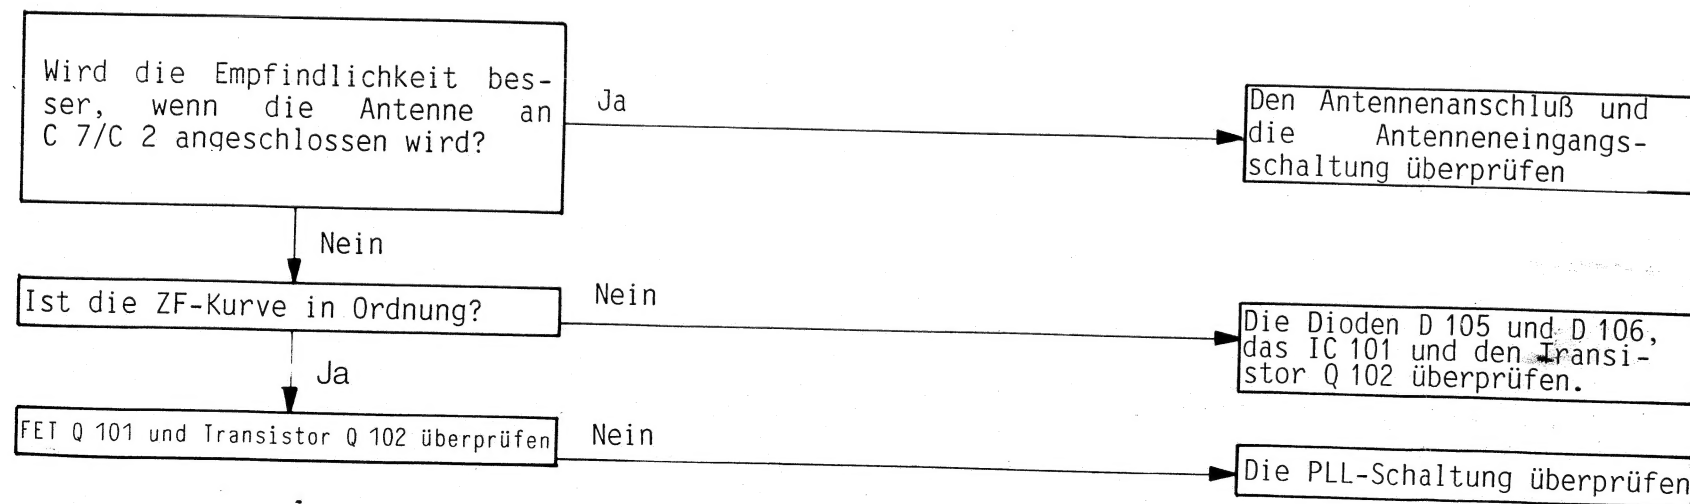 Wird die Empfindlichkeit bes-
ser, wenn die Antenne an
C 7/C 2 angeschlossen wird?
Ja
Den Antennenanschluß und
die Antenneneingangs-
schaltung überprüfen
Nein
Ist die ZF-Kurve in Ordnung?
Nein
Die Dioden D 105 und D 106,
das IC 101 und den Transi-
stor Q 102 überprüfen.
Ja
FET Q 101 und Transistor Q 102 überprüfen
Nein
Die PLL-Schaltung überprüfen